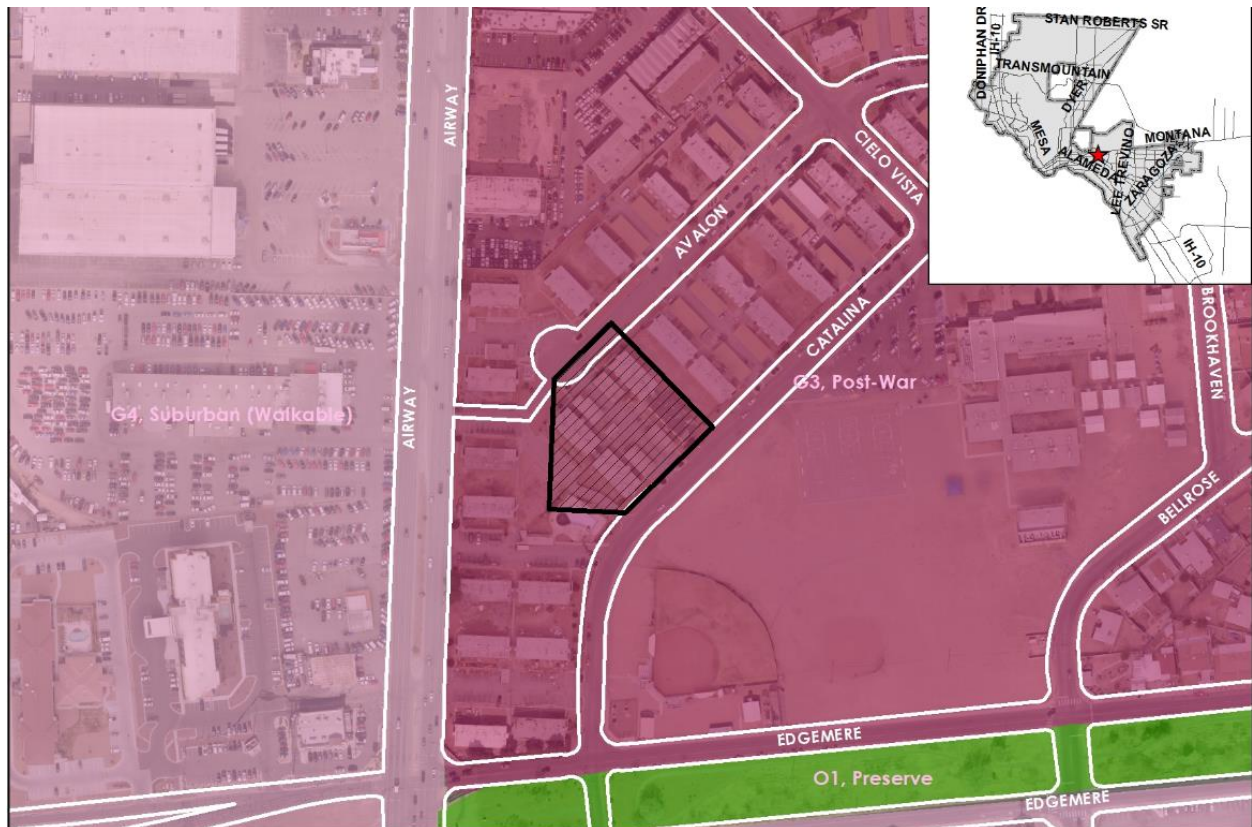 STAN ROBERTS SR
DONIPHAN DR
IH-10
TRANSMOUNTAIN
DYER
MESA
MONTANA
ALAMEDA
LEE TREVINO
ZARAGOZA
IH-10
AIRWAY
CIELO VISTA
AVALON
BROOKHAVEN
CATALINA
G3, Post-War
G4, Suburban (Walkable)
AIRWAY
BELLROSE
EDGEMERE
O1, Preserve
EDGEMERE